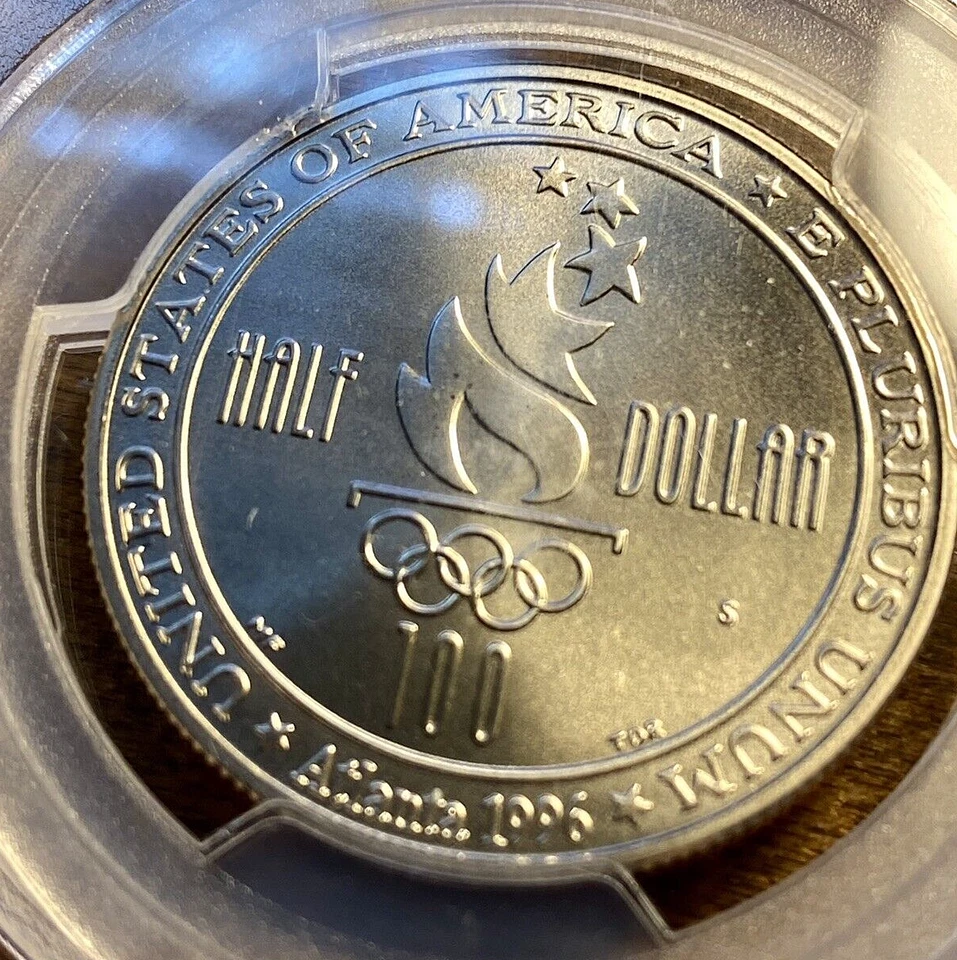 UNITED STATES OF AMERICA ★ E PLURIBUS UNUM ★ Atlanta 1996 ★
HALF DOLLAR
100
S